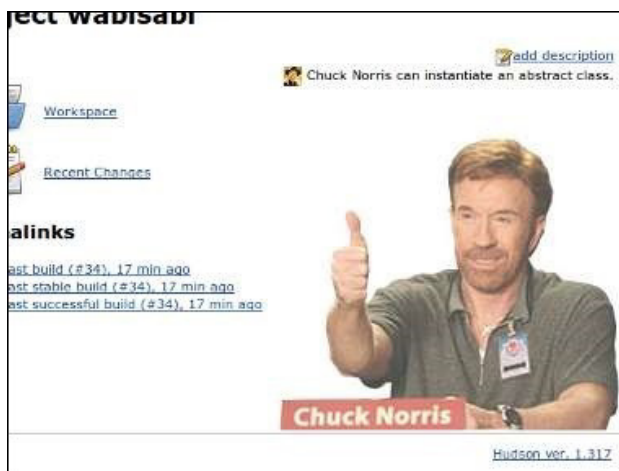 ject Wabisabi
add description
Chuck Norris can instantiate an abstract class.
Workspace
Recent Changes
alinks
ast build (#34), 17 min ago
ast stable build (#34), 17 min ago
ast successful build (#34), 17 min ago
Chuck Norris
Hudson ver. 1.317